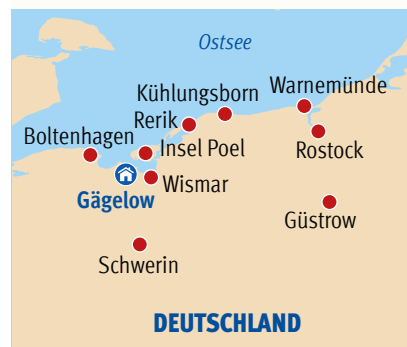 Ostsee
Warnemünde
Kühlungsborn
Rerik
Boltenhagen
Insel Poel
Rostock
Wismar
Gägelow
Güstrow
Schwerin
DEUTSCHLAND